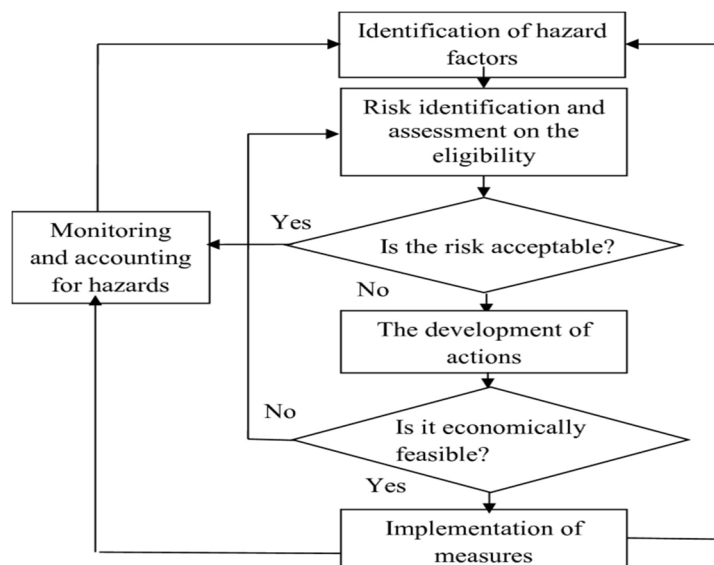 Identification of hazard
factors
Risk identification and
assessment on the
eligibility
Yes
Monitoring
and accounting
for hazards
Is the risk acceptable?
No
The development of
actions
No
Is it economically
feasible?
Yes
Implementation of
measures